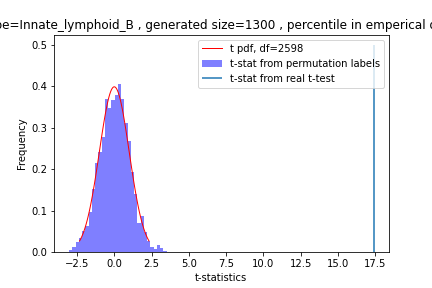 pe=Innate_lymphoid_B , generated size=1300 , percentile in emperical d
t pdf, df=2598
t-stat from permutation labels
t-stat from real t-test
0.5
0.4
0.3
0.2
0.1
0.0
Frequency
−2.5 0.0 2.5 5.0 7.5 10.0 12.5 15.0 17.5
t-statistics